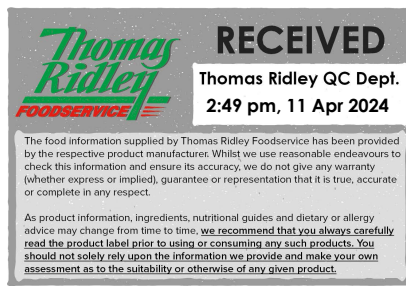 Thomas
Ridley
FOODSERVICE
RECEIVED
Thomas Ridley QC Dept.
2:49 pm, 11 Apr 2024
The food information supplied by Thomas Ridley Foodservice has been provided
by the respective product manufacturer. Whilst we use reasonable endeavours to
check this information and ensure its accuracy, we do not give any warranty
(whether express or implied), guarantee or representation that it is true, accurate
or complete in any respect.
As product information, ingredients, nutritional guides and dietary or allergy
advice may change from time to time, we recommend that you always carefully
read the product label prior to using or consuming any such products. You
should not solely rely upon the information we provide and make your own
assessment as to the suitability or otherwise of any given product.